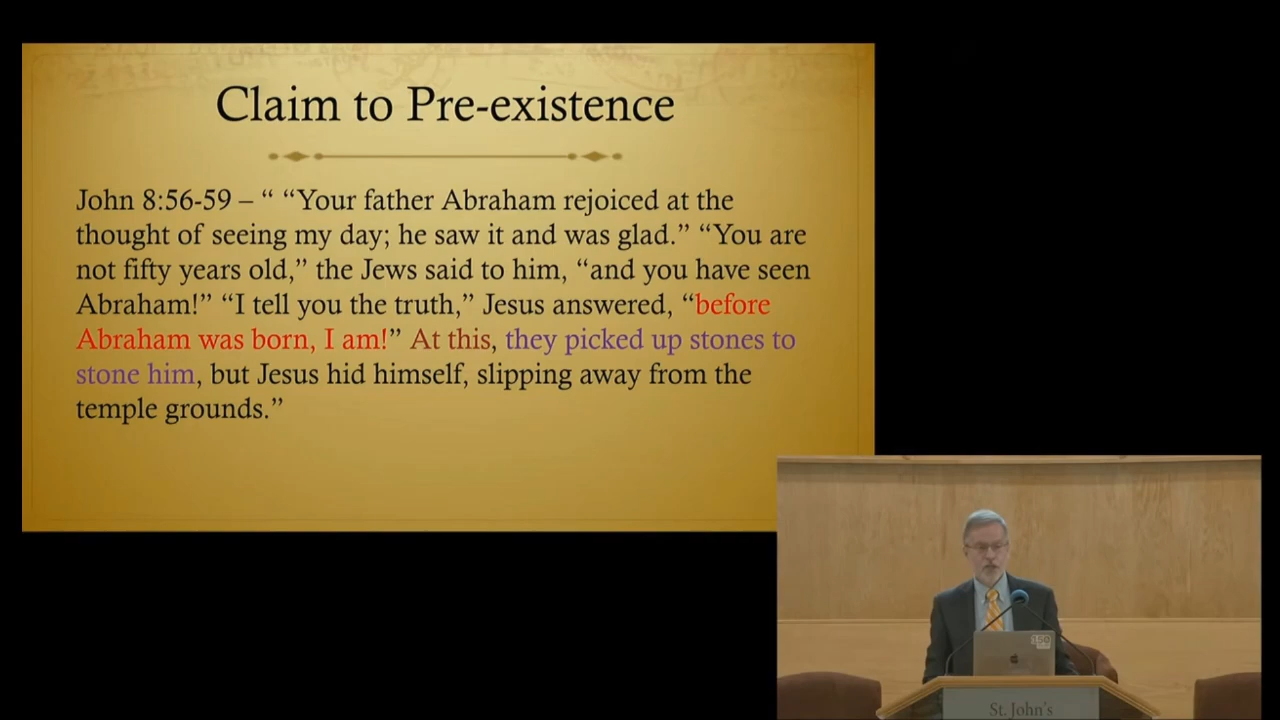 Claim to Pre-existence
John 8:56-59 – “ “Your father Abraham rejoiced at the
thought of seeing my day; he saw it and was glad.” “You are
not fifty years old,” the Jews said to him, “and you have seen
Abraham!” “I tell you the truth,” Jesus answered, “before
Abraham was born, I am!” At this, they picked up stones to
stone him, but Jesus hid himself, slipping away from the
temple grounds.”
150
St. John's